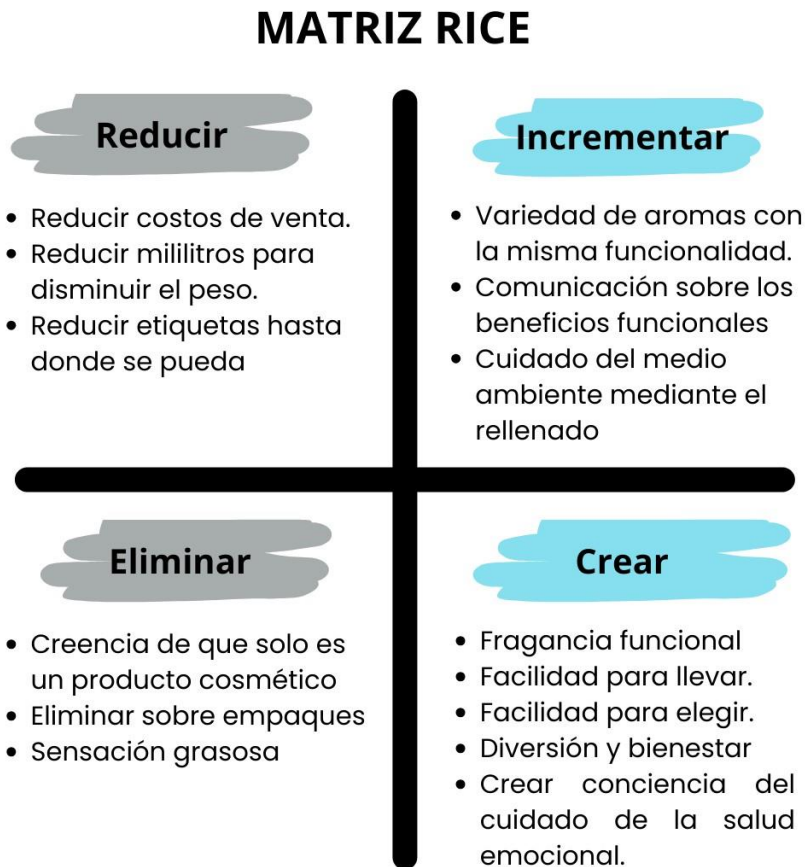 MATRIZ RICE
Reducir
• Reducir costos de venta.
• Reducir mililitros para
disminuir el peso.
• Reducir etiquetas hasta
donde se pueda
Incrementar
• Variedad de aromas con
la misma funcionalidad.
• Comunicación sobre los
beneficios funcionales
• Cuidado del medio
ambiente mediante el
rellenado
Eliminar
• Creencia de que solo es
un producto cosmético
• Eliminar sobre empaques
• Sensación grasosa
Crear
• Fragancia funcional
• Facilidad para llevar.
• Facilidad para elegir.
• Diversión y bienestar
• Crear conciencia del
cuidado de la salud
emocional.